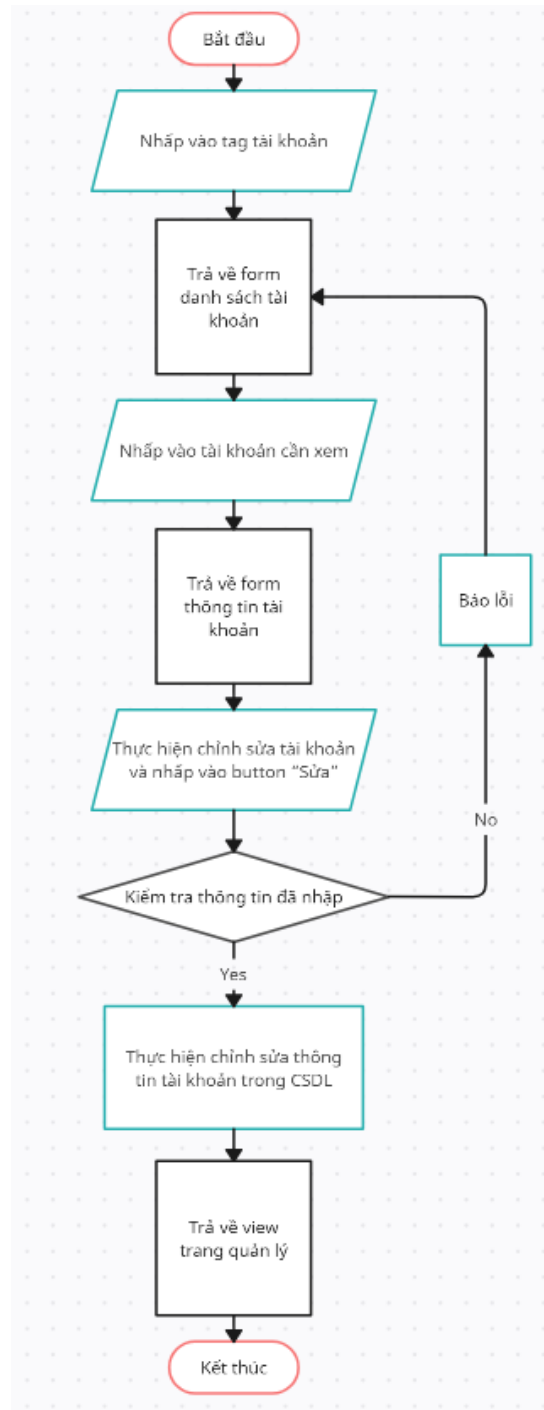 Bắt đầu
Nhấp vào tag tài khoản
Trả về form
danh sách tài
khoản
Nhấp vào tài khoản cần xem
Trả về form
thông tin tài
khoản
Báo lỗi
Thực hiện chỉnh sửa tài khoản
và nhấp vào button “Sửa”
No
Kiểm tra thông tin đã nhập
Yes
Thực hiện chỉnh sửa thông
tin tài khoản trong CSDL
Trả về view
trang quản lý
Kết thúc